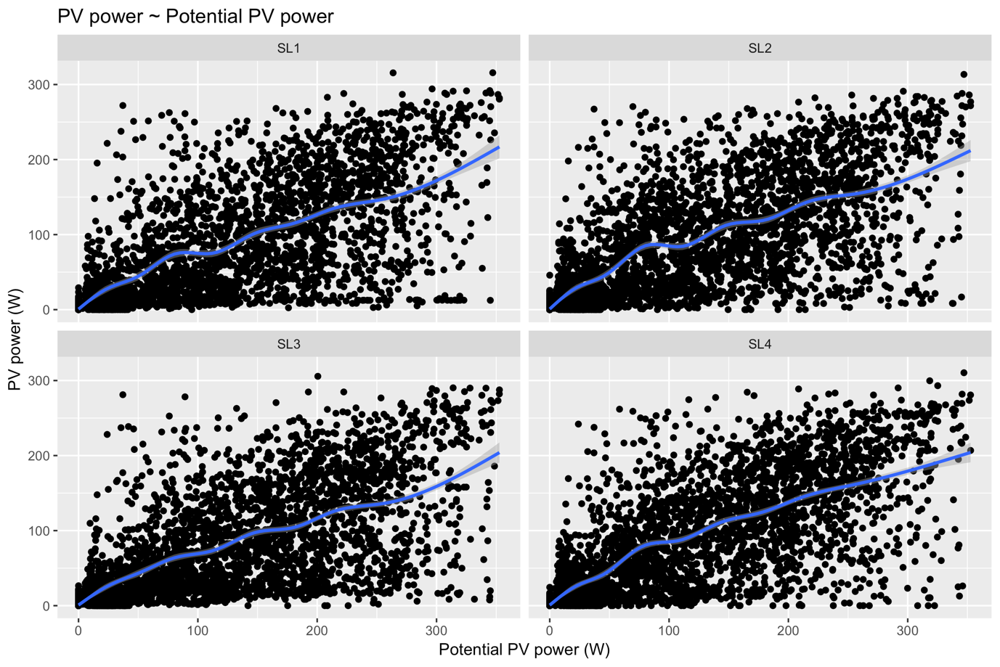 PV power ~ Potential PV power
SL1 SL2
300
200
100
0
SL3 SL4
300
200
100
0
PV power (W)
0 100 200 300 0 100 200 300
Potential PV power (W)